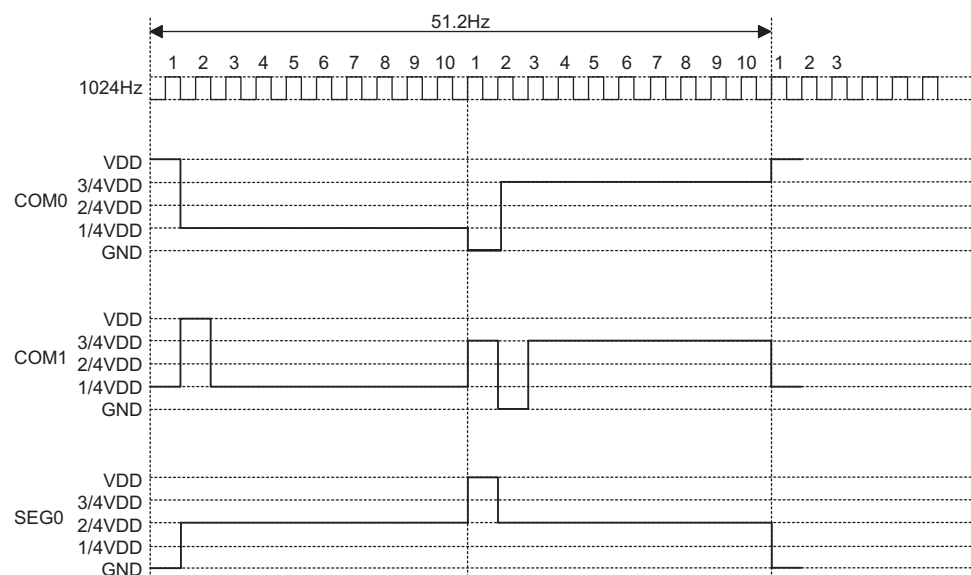 51.2Hz
1 2 3 4 5 6 7 8 9 10 1 2 3 4 5 6 7 8 9 10 1 2 3
1024Hz
VDD
3/4VDD
COM0 2/4VDD
1/4VDD
GND
VDD
3/4VDD
COM1 2/4VDD
1/4VDD
GND
VDD
3/4VDD
SEG0 2/4VDD
1/4VDD
GND